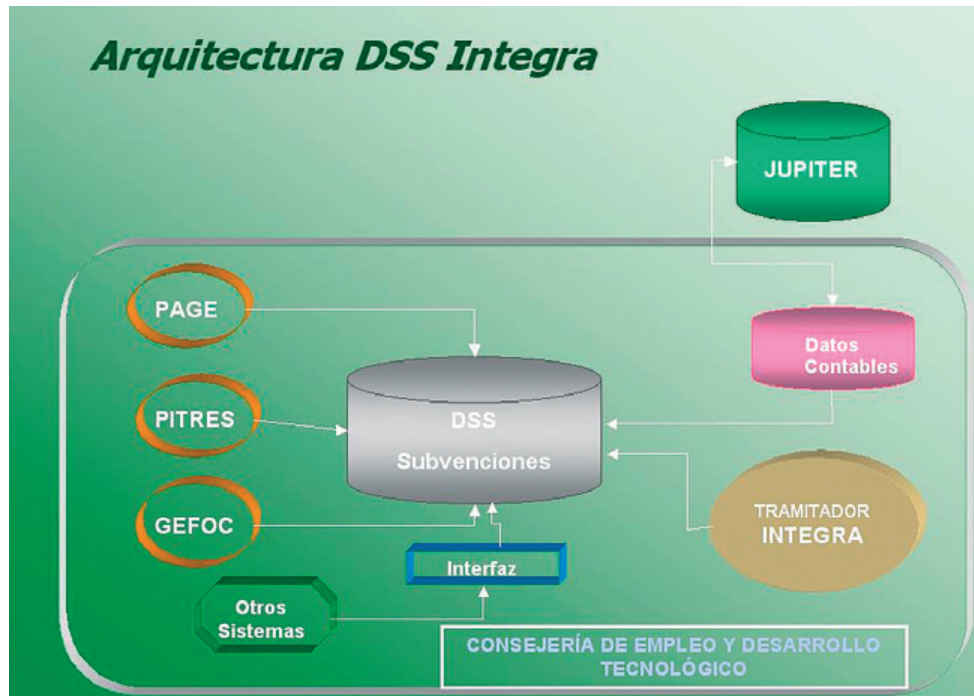 Arquitectura DSS Integra
JUPITER
PAGE
Datos
Contables
PITRES
DSS
Subvenciones
GEFOC
TRAMITADOR
INTEGRA
Interfaz
Otros
Sistemas
CONSEJERÍA DE EMPLEO Y DESARROLLO
TECNOLÓGICO